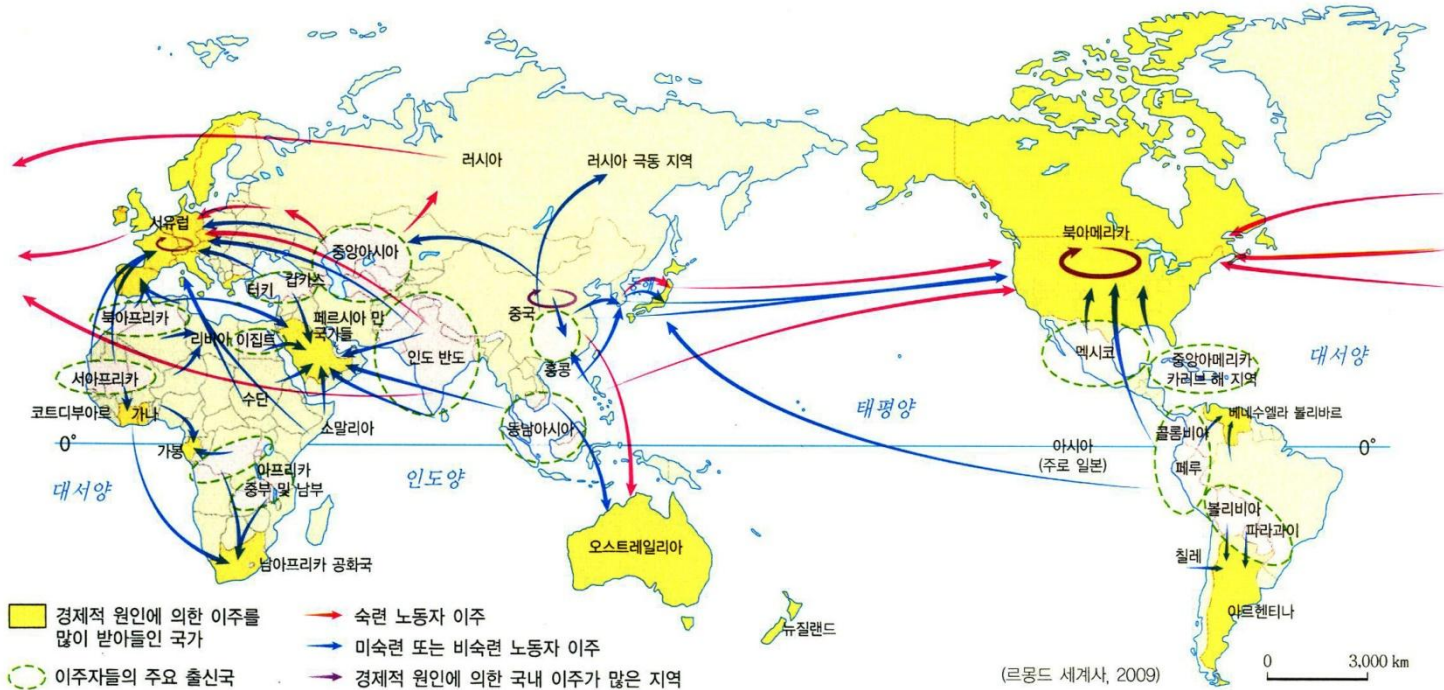 러시아
러시아 극동 지역
서유럽
중앙아시아
북아메리카
터키
캅카스
동해
중국
북아프리카
리비아
이집트
페르시아 만
국가들
인도 반도
멕시코
중앙아메리카
카리브 해 지역
대서양
서아프리카
홍콩
수단
태평양
코트디부아르
가나
소말리아
동남아시아
베네수엘라 볼리바르
콜롬비아
0°
가봉
아시아
(주로 일본)
0°
페루
대서양
아프리카
중부 및 남부
인도양
볼리비아
파라과이
오스트레일리아
칠레
남아프리카 공화국
아르헨티나
뉴질랜드
경제적 원인에 의한 이주를
많이 받아들인 국가
이주자들의 주요 출신국
숙련 노동자 이주
미숙련 또는 비숙련 노동자 이주
경제적 원인에 의한 국내 이주가 많은 지역
(르몽드 세계사, 2009)
0 3,000 km